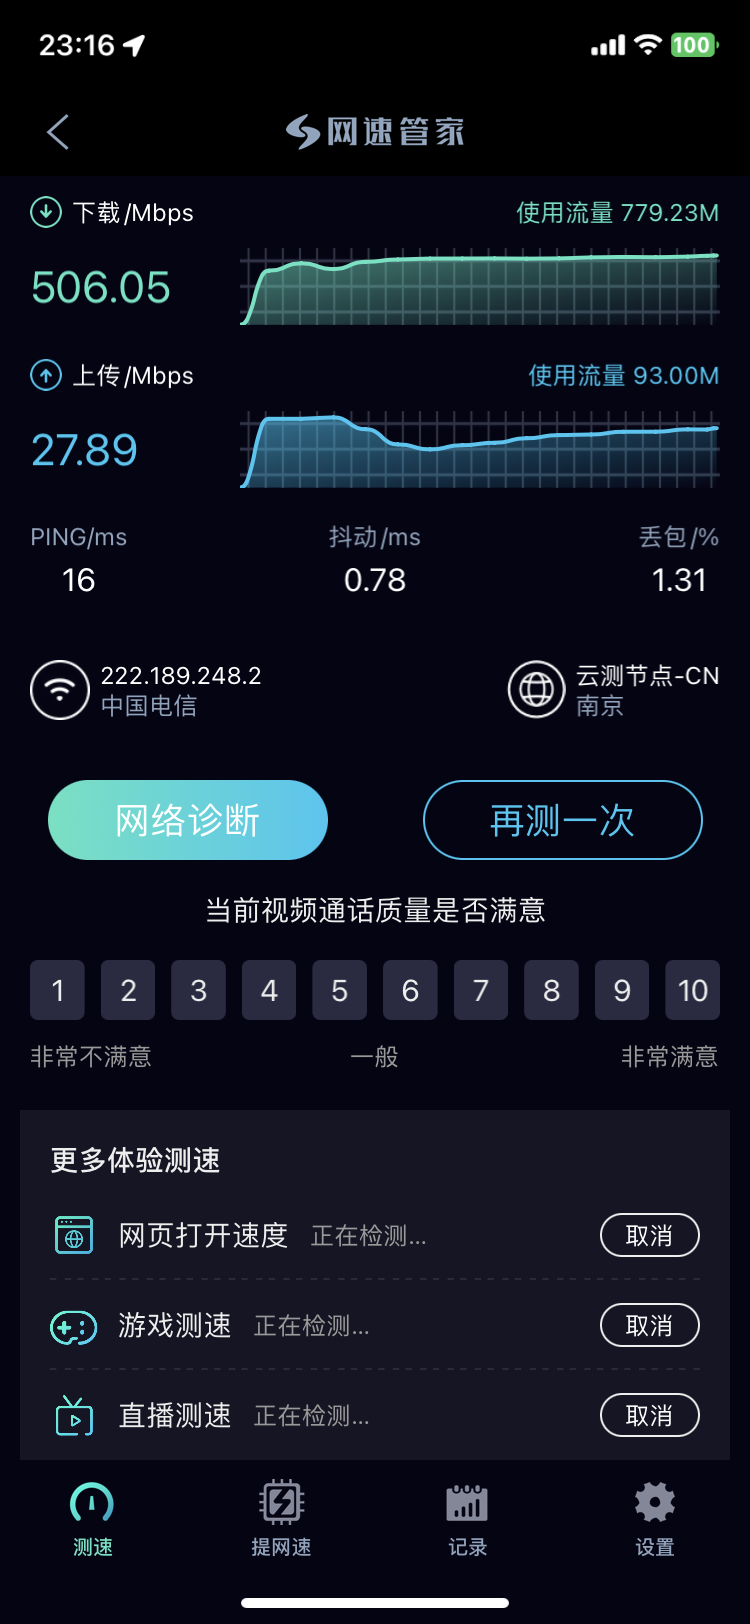 23:16
100
网速管家
下载/Mbps
使用流量 779.23M
506.05
上传/Mbps
使用流量 93.00M
27.89
PING/ms 抖动/ms 丢包/%
16 0.78 1.31
222.189.248.2
中国电信
云测节点-CN
南京
网络诊断 再测一次
当前视频通话质量是否满意
1 2 3 4 5 6 7 8 9 10
非常不满意 一般 非常满意
更多体验测速
网页打开速度 正在检测... 取消
游戏测速 正在检测... 取消
直播测速 正在检测... 取消
测速 提网速 记录 设置